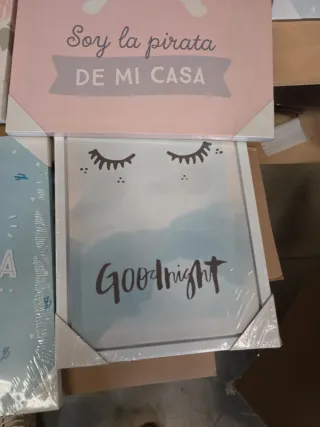 Soy la pirata
DE MI CASA
Goodnight
A